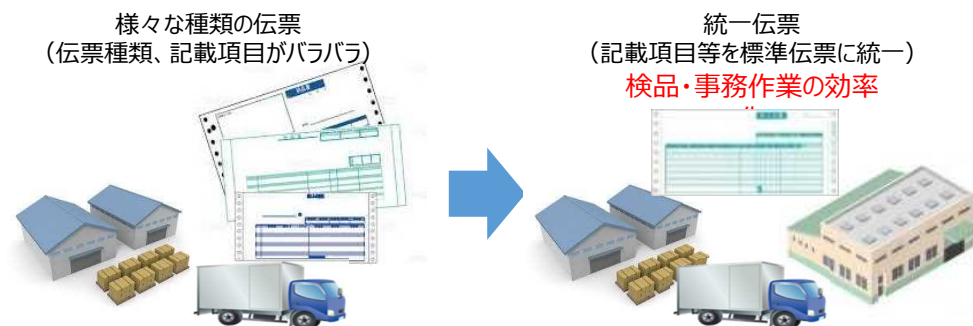 様々な種類の伝票
（伝票種類、記載項目がバラバラ）
統一伝票
（記載項目等を標準伝票に統一）
検品・事務作業の効率